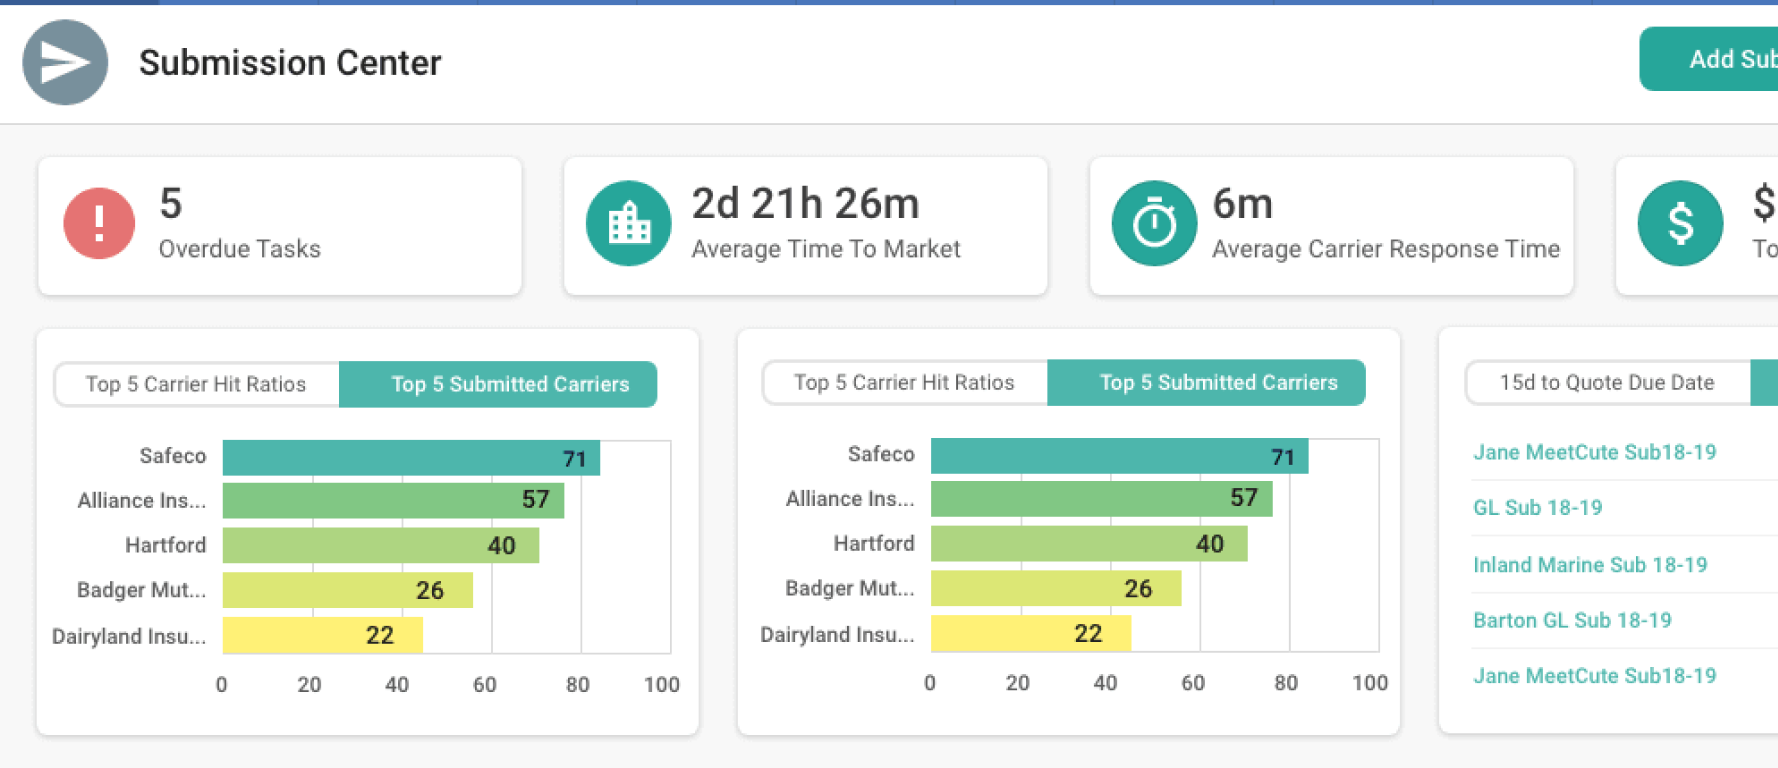 Submission Center
Add Sub
5
Overdue Tasks
2d 21h 26m
Average Time To Market
6m
Average Carrier Response Time
$
$
To
Top 5 Carrier Hit Ratios
Top 5 Submitted Carriers
Safeco 71
Alliance Ins... 57
Hartford 40
Badger Mut... 26
Dairyland Insu... 22
0 20 40 60 80 100
Top 5 Carrier Hit Ratios
Top 5 Submitted Carriers
Safeco 71
Alliance Ins... 57
Hartford 40
Badger Mut... 26
Dairyland Insu... 22
0 20 40 60 80 100
15d to Quote Due Date
Jane MeetCute Sub18-19
GL Sub 18-19
Inland Marine Sub 18-19
Barton GL Sub 18-19
Jane MeetCute Sub18-19